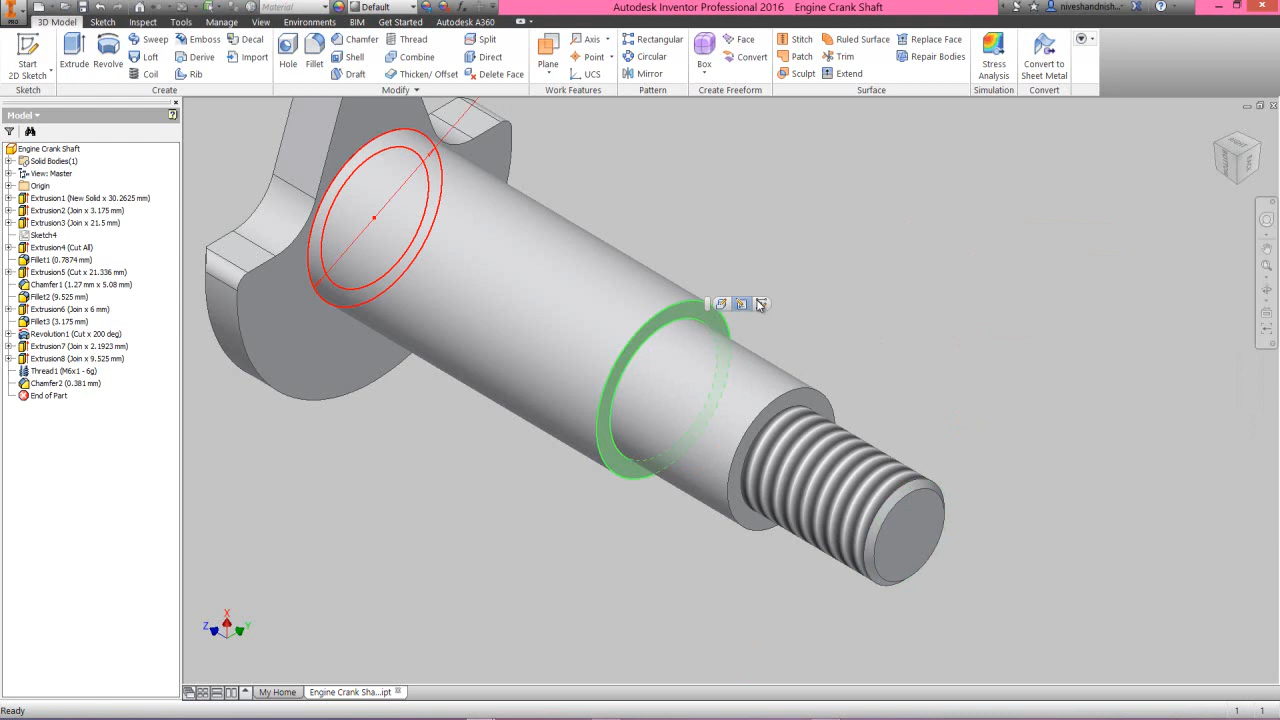 Material
Default
Autodesk Inventor Professional 2016 Engine Crank Shaft
niveshandnish...
PRO
3D Model Sketch Inspect Tools Manage View Environments BIM Get Started Autodesk A360
Start
2D Sketch
Sketch
Extrude Revolve
Sweep Emboss Decal
Loft Derive Import
Coil Rib
Create
Hole Fillet
Chamfer Thread Split
Shell Combine Direct
Draft Thicken/ Offset Delete Face
Modify
Plane
Axis
Point
UCS
Work Features
Rectangular
Circular
Mirror
Pattern
Box
Face
Convert
Create Freeform
Stitch Ruled Surface Replace Face
Patch Trim Repair Bodies
Sculpt Extend
Surface
Stress
Analysis
Simulation
Convert to
Sheet Metal
Convert
Model
Engine Crank Shaft
Solid Bodies(1)
View: Master
Origin
Extrusion1 (New Solid x 30.2625 mm)
Extrusion2 (Join x 3.175 mm)
Extrusion3 (Join x 21.5 mm)
Sketch4
Extrusion4 (Cut All)
Fillet1 (0.7874 mm)
Extrusion5 (Cut x 21.336 mm)
Chamfer1 (1.27 mm x 5.08 mm)
Fillet2 (9.525 mm)
Extrusion6 (Join x 6 mm)
Fillet3 (3.175 mm)
Revolution1 (Cut x 200 deg)
Extrusion7 (Join x 2.1923 mm)
Extrusion8 (Join x 9.525 mm)
Thread1 (M6x1 - 6g)
Chamfer2 (0.381 mm)
End of Part
X
Z
Y
My Home Engine Crank Sha...ipt
Ready
1 1